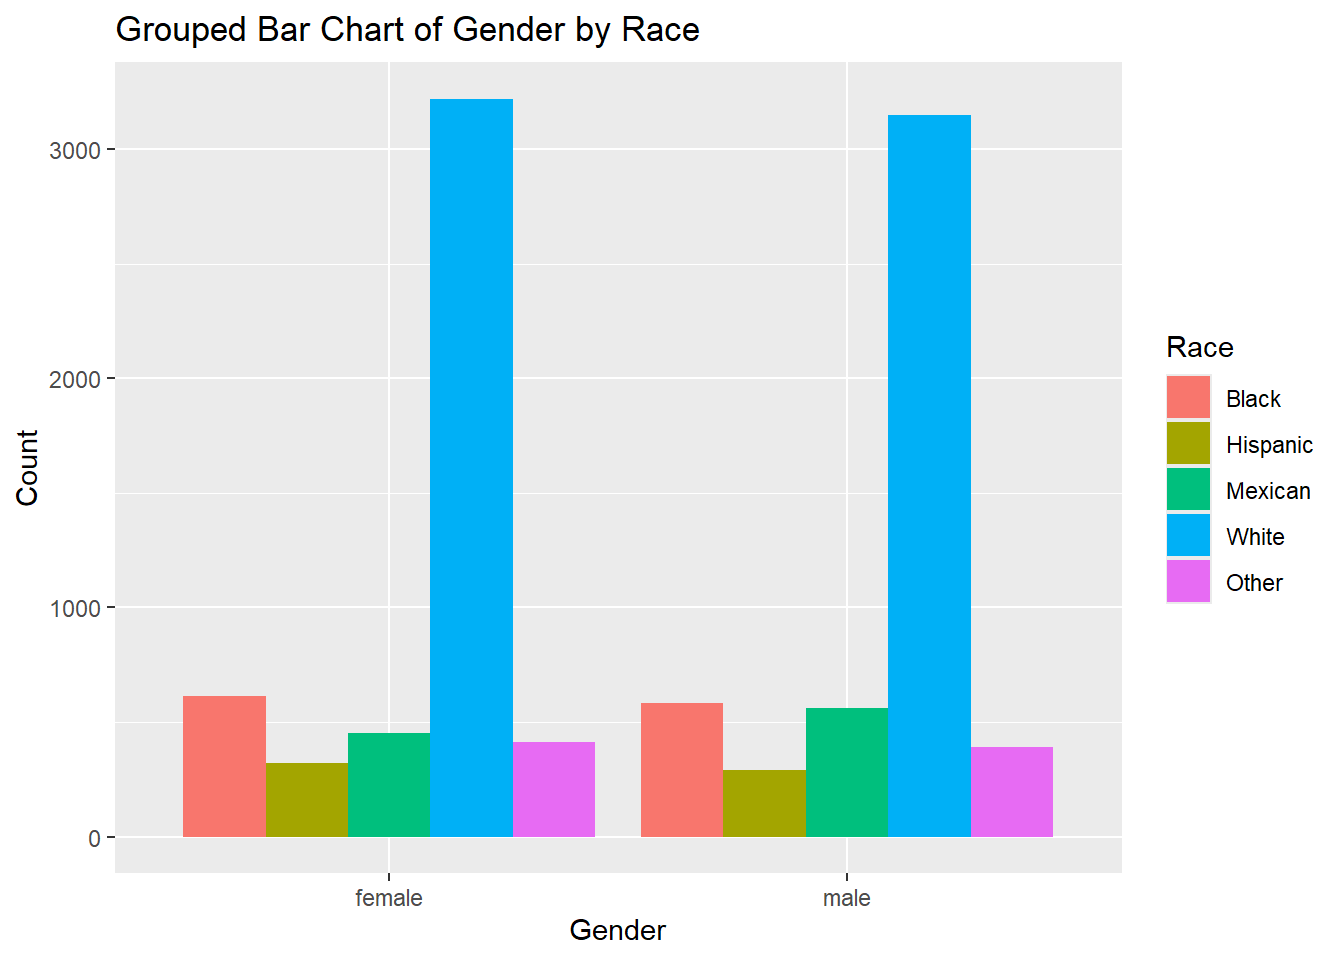 Grouped Bar Chart of Gender by Race
Count
3000
2000
1000
0
female
male
Gender
Race
Black
Hispanic
Mexican
White
Other